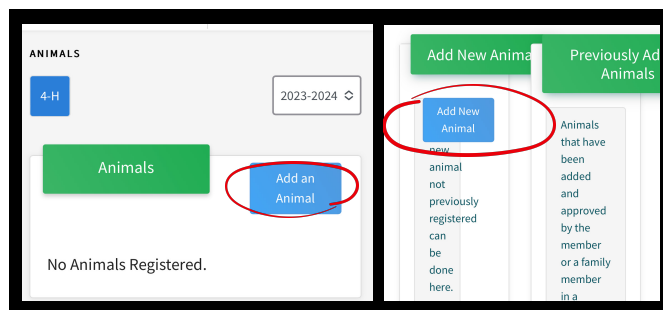 ANIMALS
4-H
2023-2024
Animals
Add an
Animal
No Animals Registered.
Add New Anima
Add New
Animal
new
animal
not
previously
registered
can
be
done
here.
Previously Ad
Animals
Animals
that have
been
added
and
approved
by the
member
or a family
member
in a